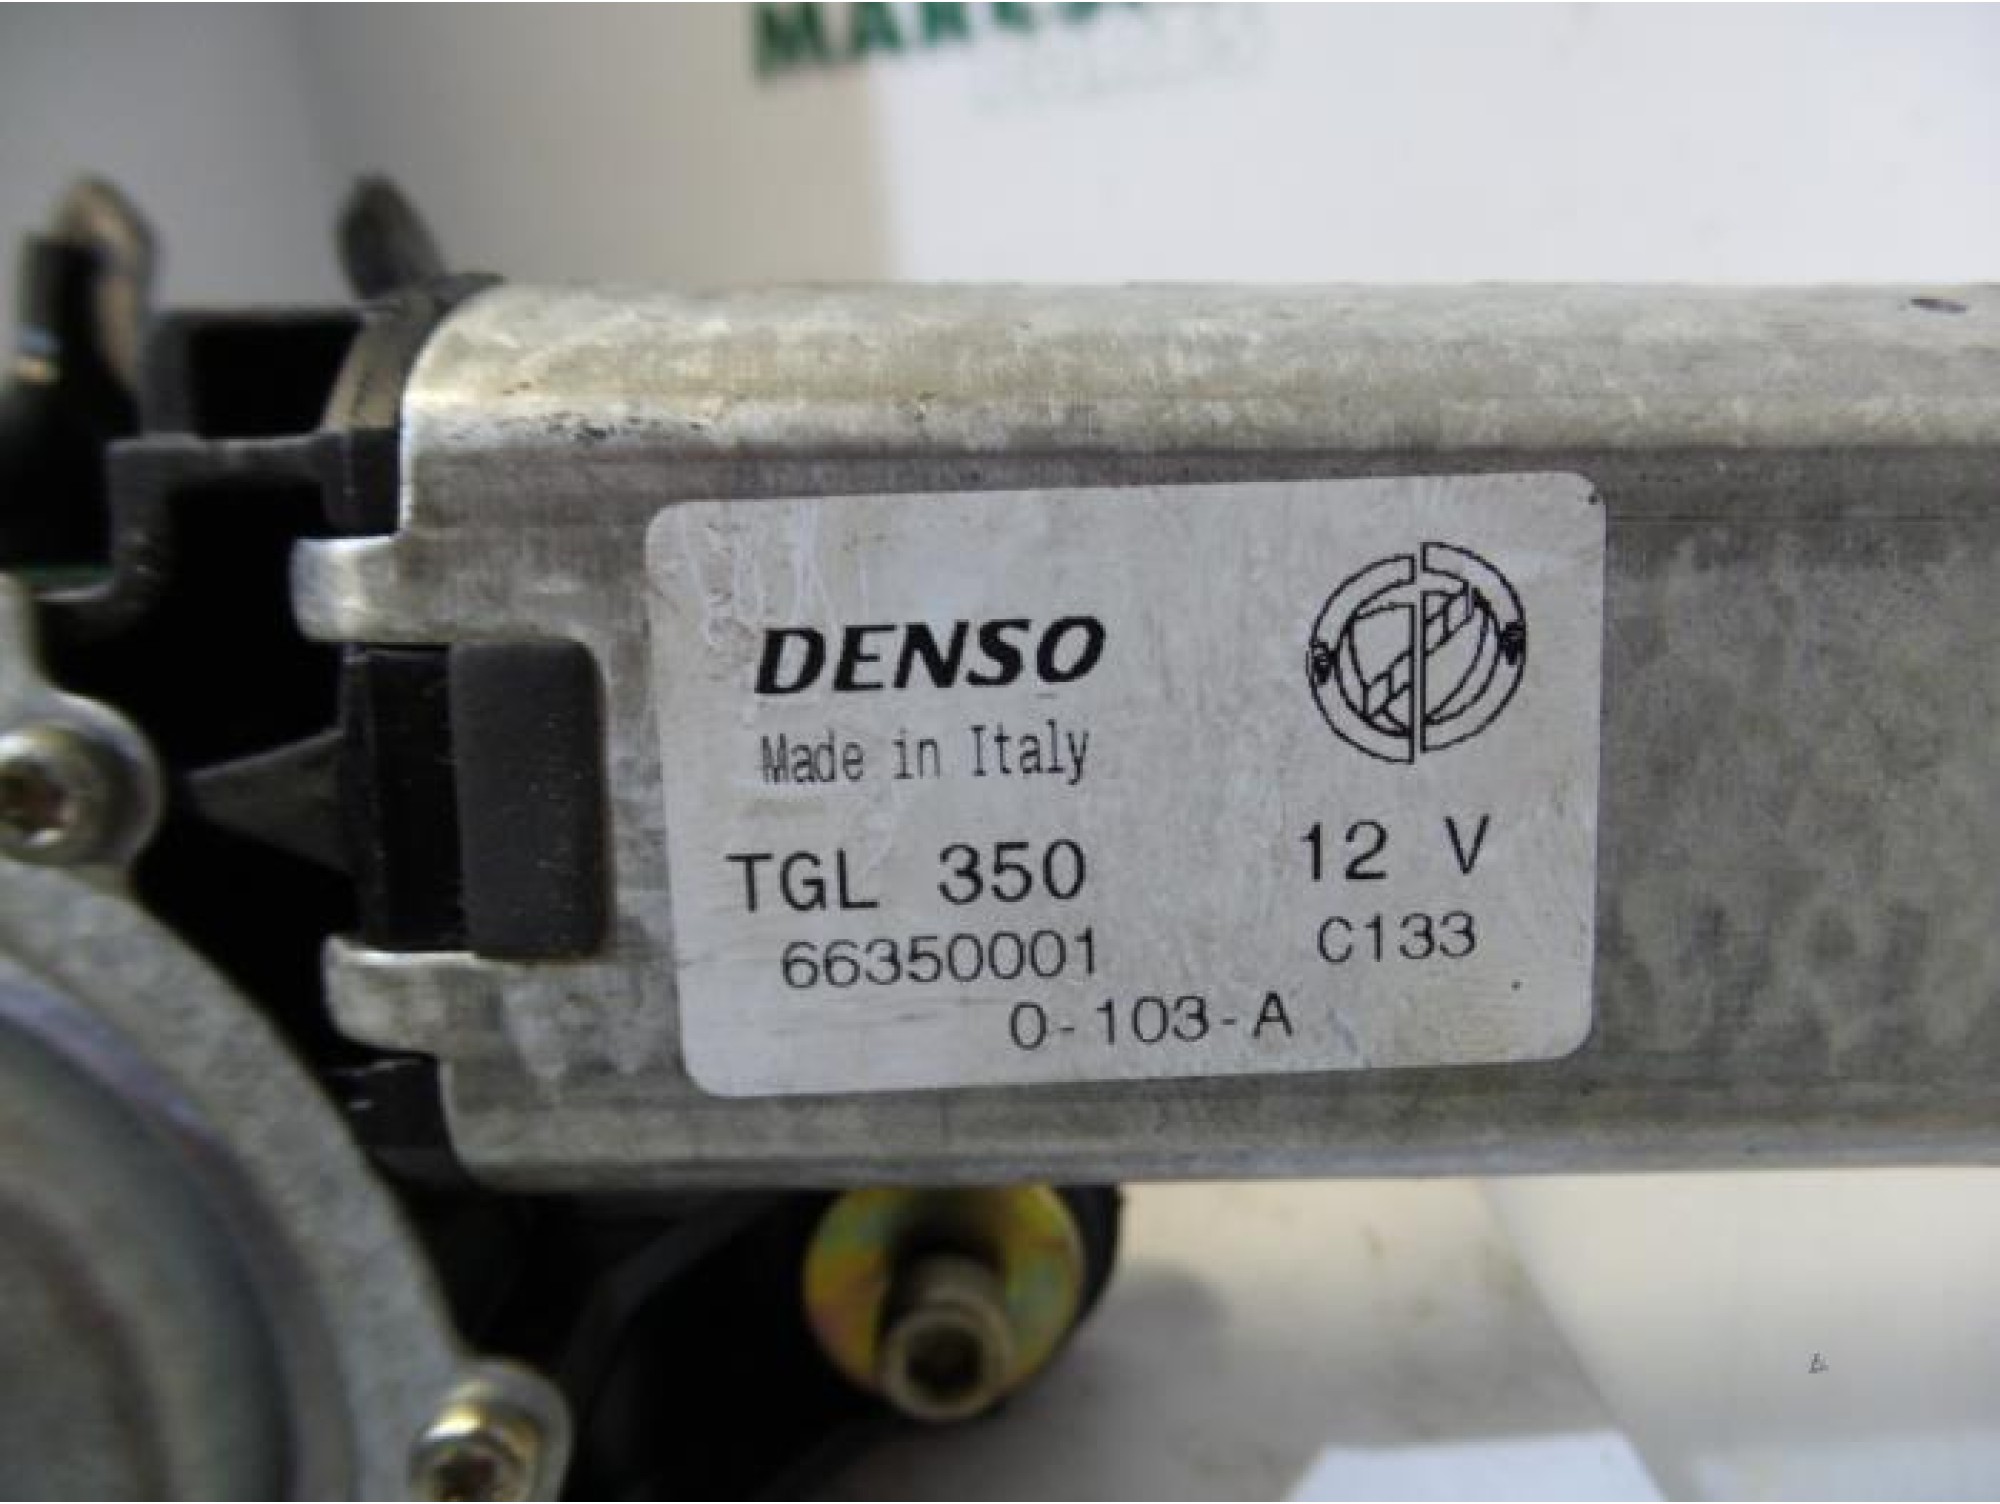 DENSO
Made in Italy
TGL 350 12 V
66350001 C133
0-103-A